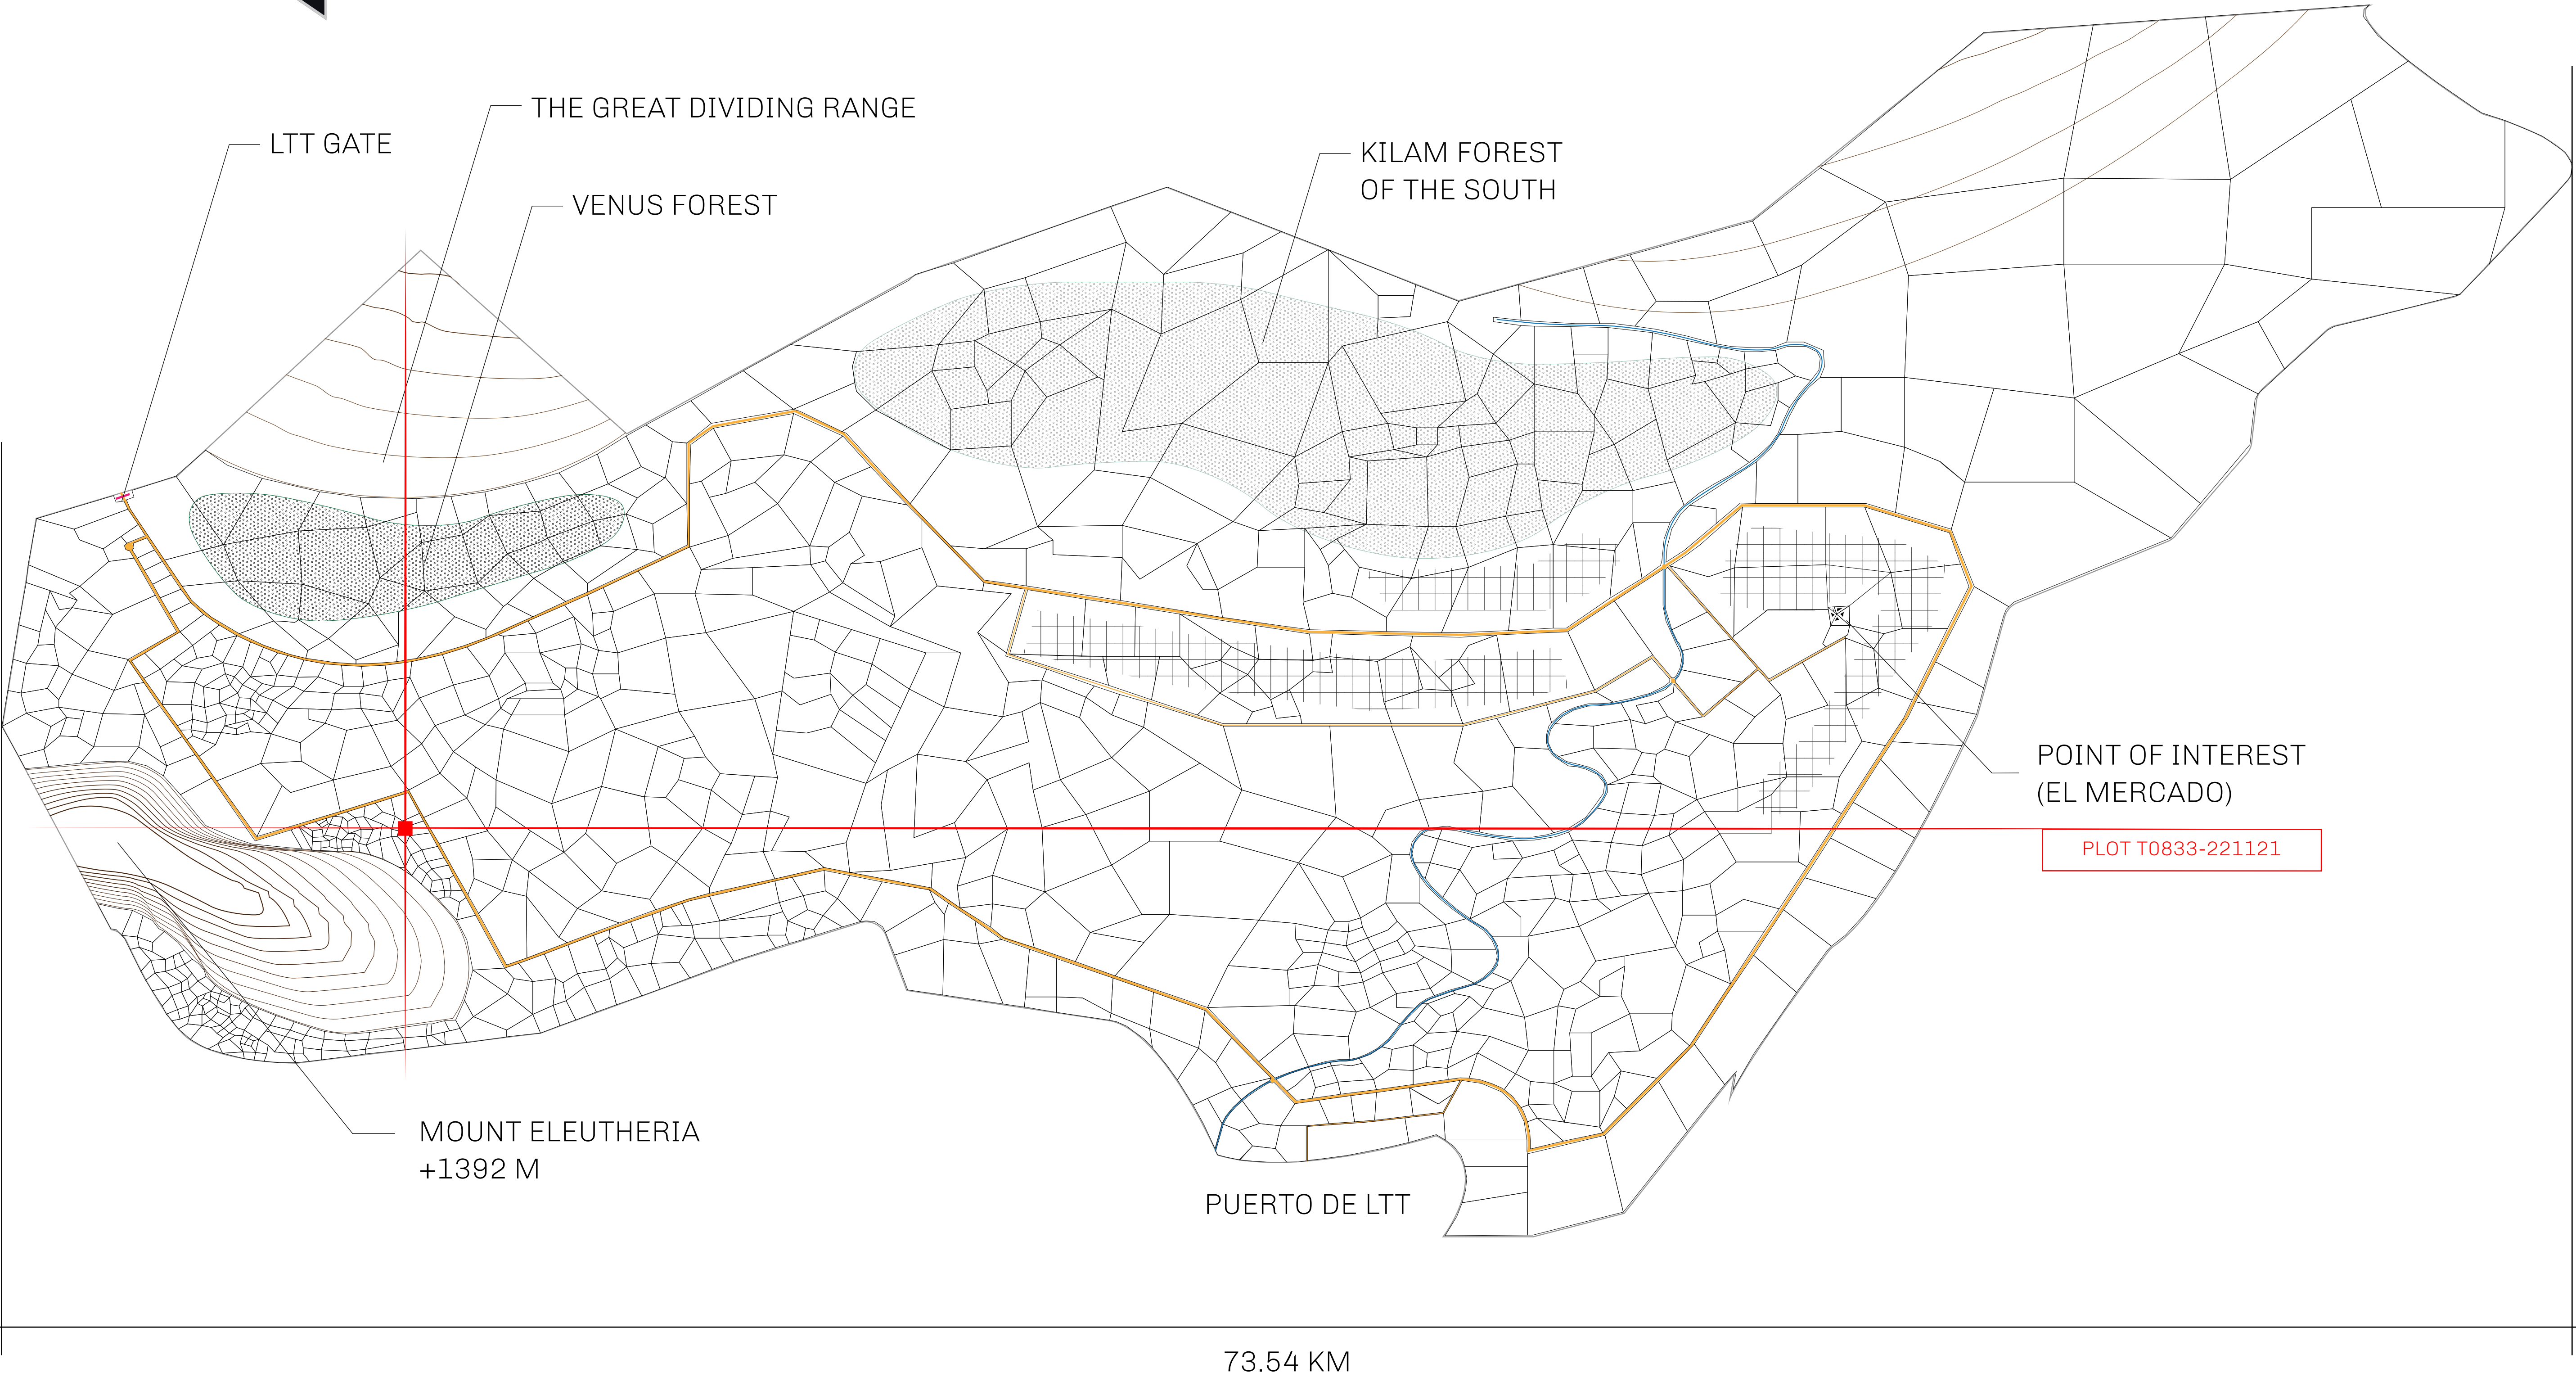 THE GREAT DIVIDING RANGE
LTT GATE
KILAM FOREST
OF THE SOUTH
VENUS FOREST
POINT OF INTEREST
(EL MERCADO)
PLOT T0833-221121
MOUNT ELEUTHERIA
+1392 M
PUERTO DE LTT
73.54 KM